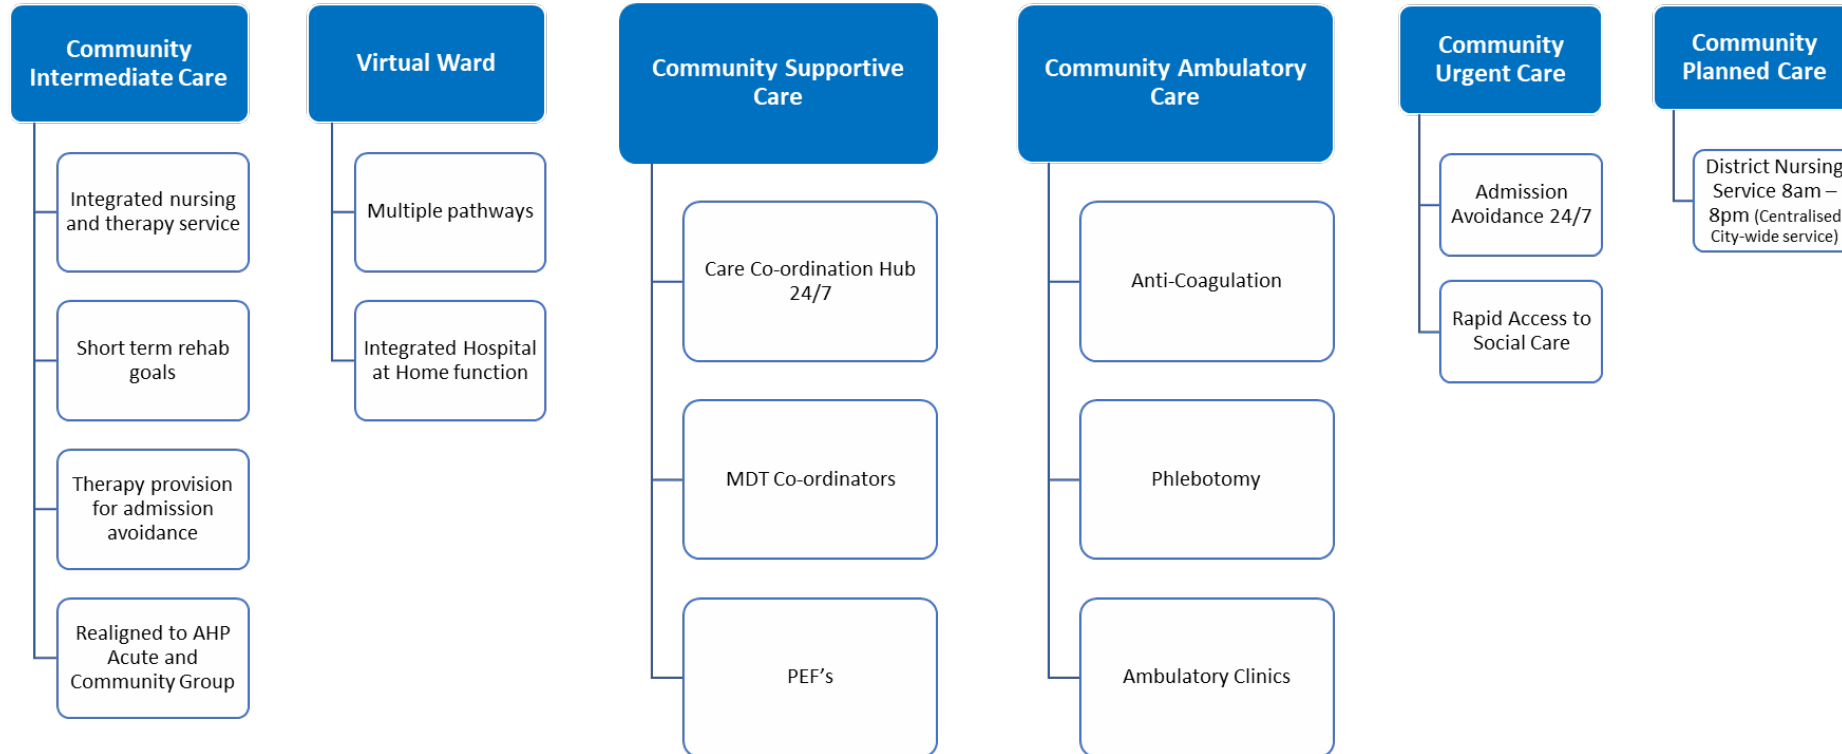 Community
Intermediate Care
Integrated nursing
and therapy service
Short term rehab
goals
Therapy provision
for admission
avoidance
Realigned to AHP
Acute and
Community Group
Virtual Ward
Multiple pathways
Integrated Hospital
at Home function
Community Supportive
Care
Care Co-ordination Hub
24/7
MDT Co-ordinators
PEF's
Community Ambulatory
Care
Anti-Coagulation
Phlebotomy
Ambulatory Clinics
Community
Urgent Care
Admission
Avoidance 24/7
Rapid Access to
Social Care
Community
Planned Care
District Nursing
Service 8am –
8pm (Centralised
City-wide service)